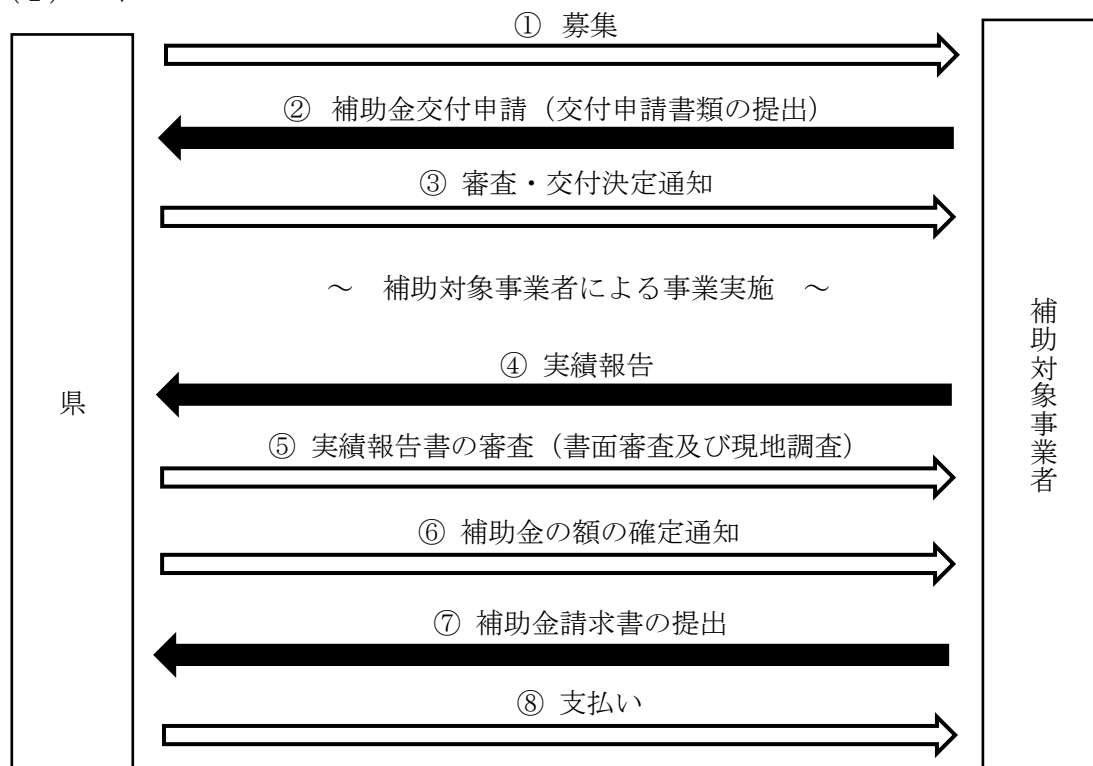 ① 募集
② 補助金交付申請（交付申請書類の提出）
③ 審査・交付決定通知
～ 補助対象事業者による事業実施 ～
④ 実績報告
⑤ 実績報告書の審査（書面審査及び現地調査）
⑥ 補助金の額の確定通知
⑦ 補助金請求書の提出
⑧ 支払い
県
補助対象事業者